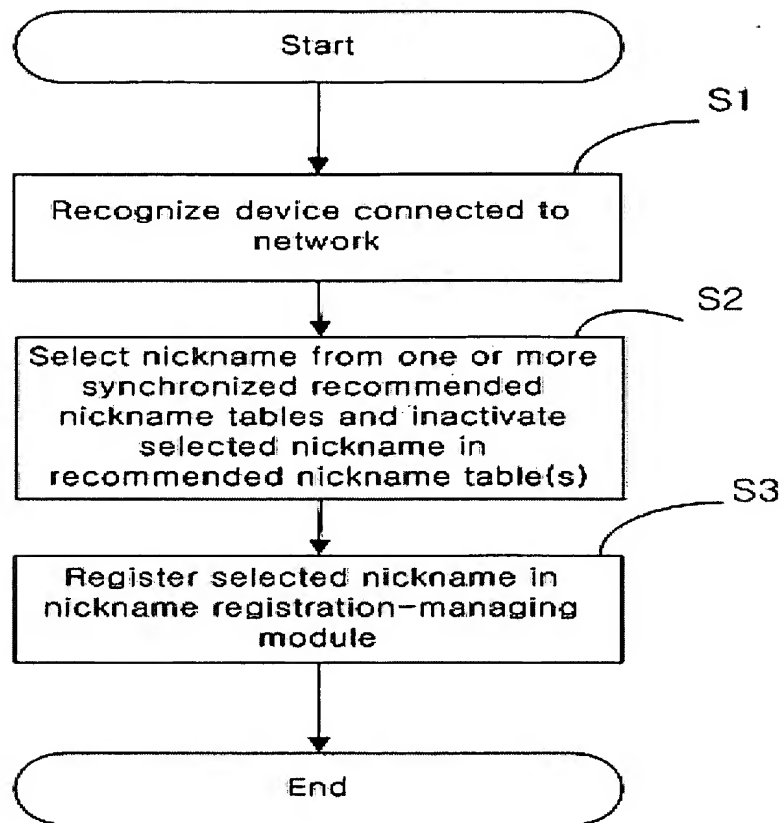 Start
S1
Recognize device connected to
network
S2
Select nickname from one or more
synchronized recommended
nickname tables and inactivate
selected nickname in
recommended nickname table(s)
S3
Register selected nickname in
nickname registration-managing
module
End